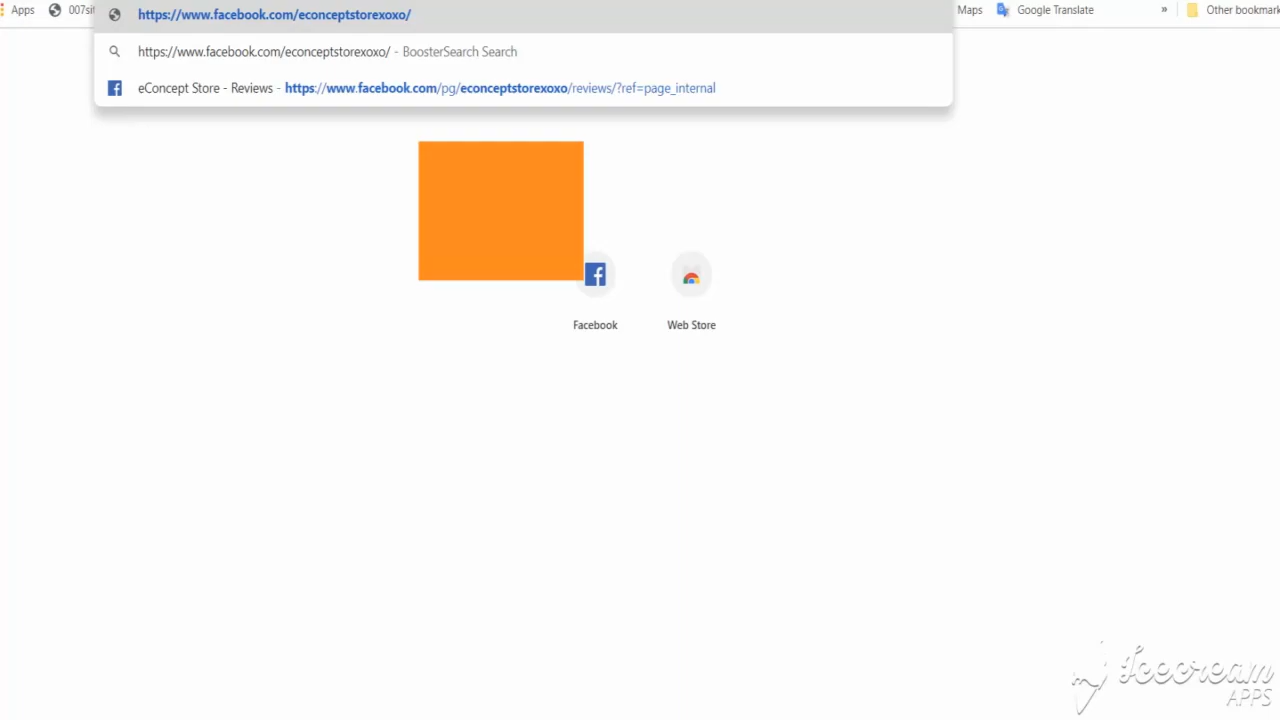 https://www.facebook.com/econceptstorexoxo/
Apps
Maps
Google Translate
»
Other bookmark
https://www.facebook.com/econceptstorexoxo/ - BoosterSearch Search
eConcept Store - Reviews - https://www.facebook.com/pg/econceptstorexoxo/reviews/?ref=page_internal
Facebook
Web Store
Icecream
APPS